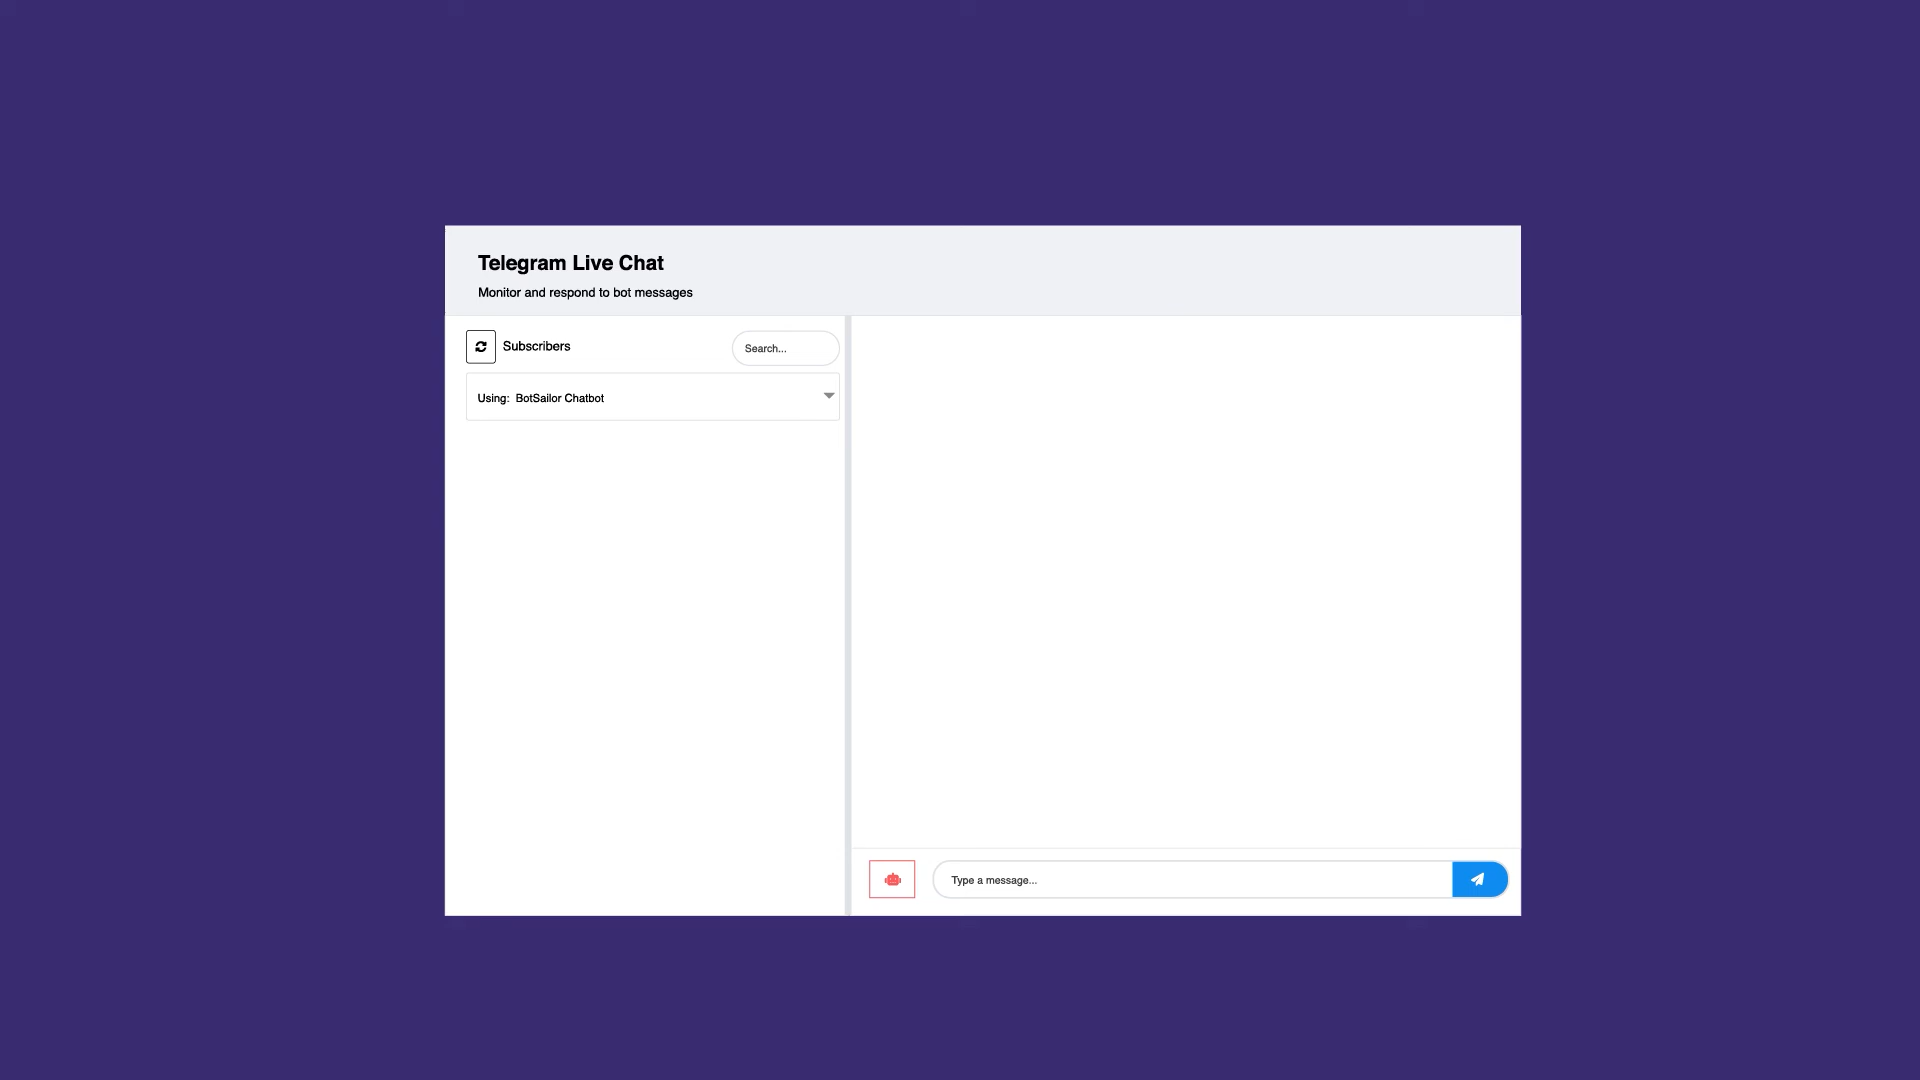 Telegram Live Chat
Monitor and respond to bot messages
Subscribers
Search...
Using: BotSailor Chatbot
Type a message...